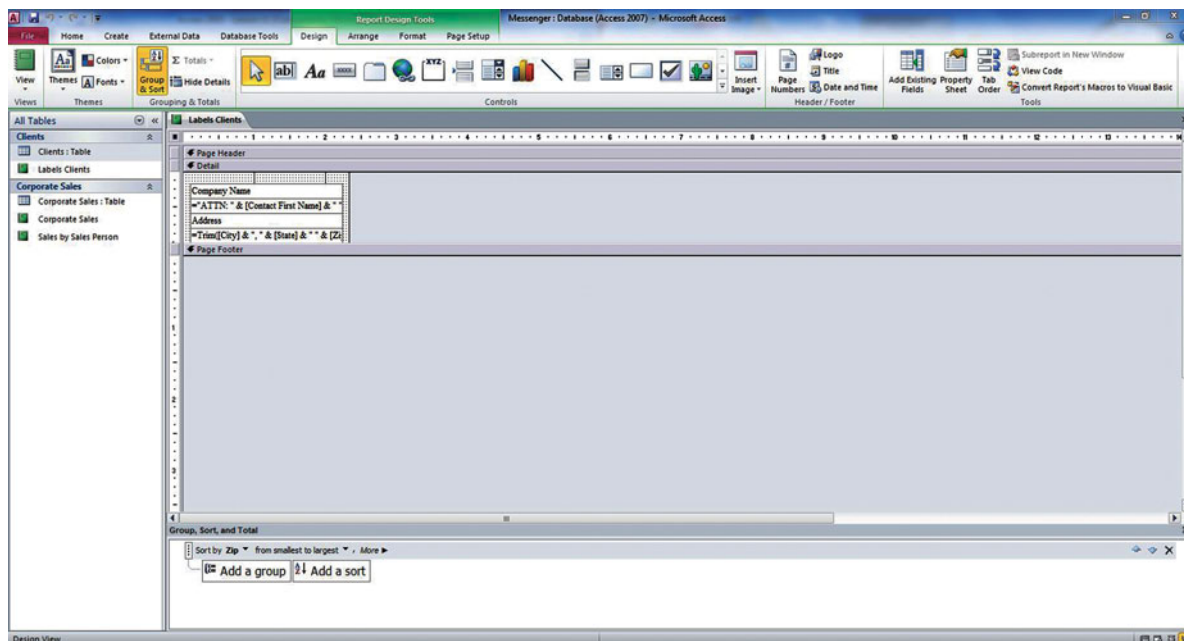 Report Design Tools
Messenger : Database (Access 2007) - Microsoft Access
File Home Create External Data Database Tools Design Arrange Format Page Setup
View
Views
Themes
Colors
Fonts
Themes
Group & Sort
Totals
Hide Details
Grouping & Totals
Controls
Insert Image
Page Numbers
Logo
Title
Date and Time
Header / Footer
Add Existing Fields
Property Sheet
Tab Order
Subreport in New Window
View Code
Convert Report's Macros to Visual Basic
Tools
All Tables
Clients
Clients : Table
Labels Clients
Corporate Sales
Corporate Sales : Table
Corporate Sales
Sales by Sales Person
Labels Clients
Page Header
Detail
Company Name
="ATTN: " & [Contact First Name] & " "
Address
=Trim([City] & ", " & [State] & " " & [Zi
Page Footer
Group, Sort, and Total
Sort by Zip from smallest to largest , More
Add a group Add a sort
Design View